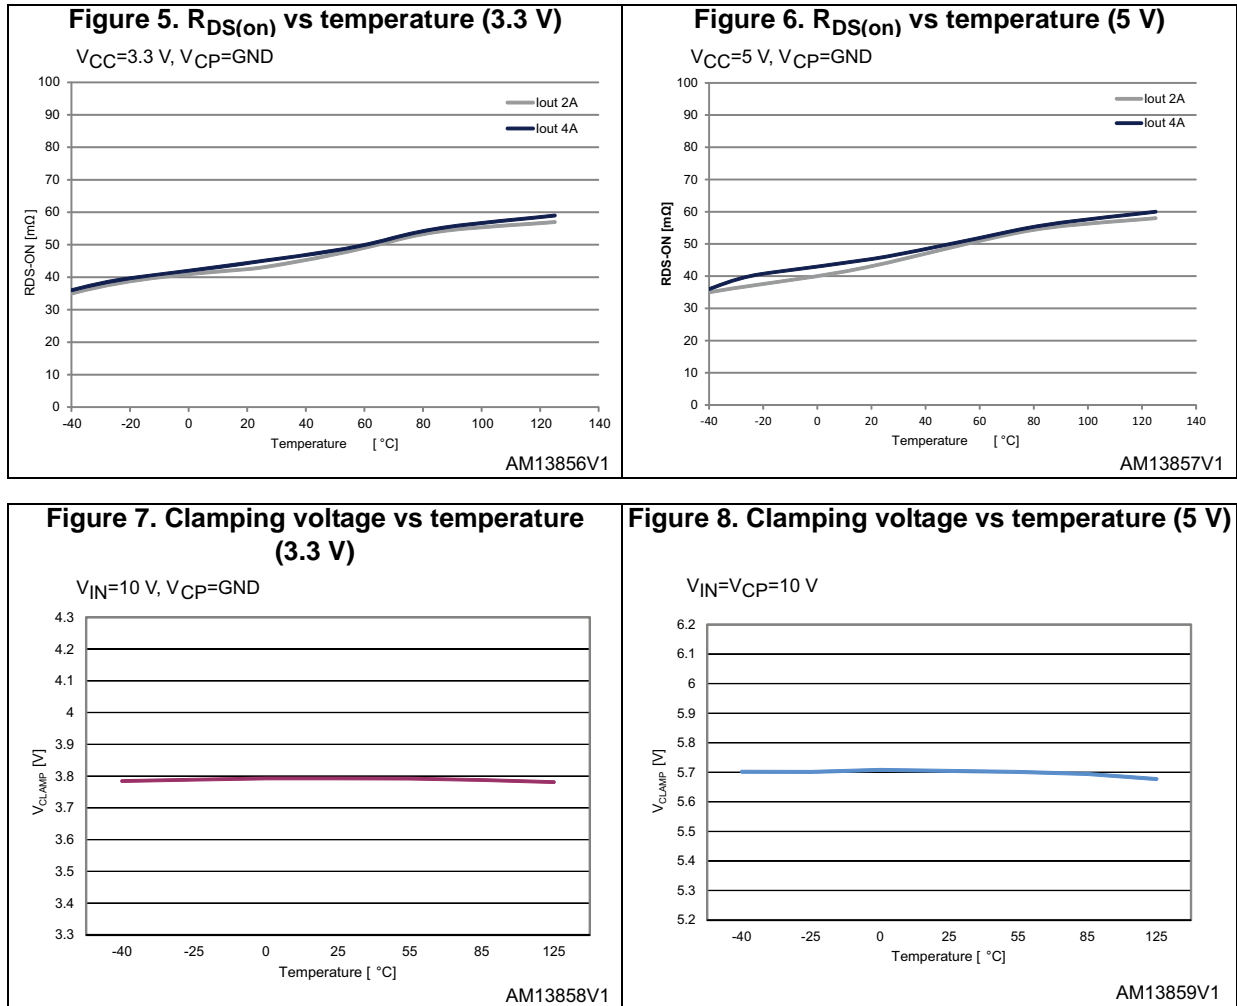 Figure 5. RDS(on) vs temperature (3.3 V)
VCC=3.3 V, VCP=GND
100
90
80
70
60
50
40
30
20
10
0
RDS-ON [mΩ]
Iout 2A
Iout 4A
-40 -20 0 20 40 60 80 100 120 140
Temperature [ °C]
AM13856V1
Figure 6. RDS(on) vs temperature (5 V)
VCC=5 V, VCP=GND
100
90
80
70
60
50
40
30
20
10
0
RDS-ON [mΩ]
Iout 2A
Iout 4A
-40 -20 0 20 40 60 80 100 120 140
Temperature [ °C]
AM13857V1
Figure 7. Clamping voltage vs temperature
(3.3 V)
VIN=10 V, VCP=GND
4.3
4.2
4.1
4
3.9
3.8
3.7
3.6
3.5
3.4
3.3
VCLAMP [V]
-40 -25 0 25 55 85 125
Temperature [ °C]
AM13858V1
Figure 8. Clamping voltage vs temperature (5 V)
VIN=VCP=10 V
6.2
6.1
6
5.9
5.8
5.7
5.6
5.5
5.4
5.3
5.2
VCLAMP [V]
-40 -25 0 25 55 85 125
Temperature [ °C]
AM13859V1